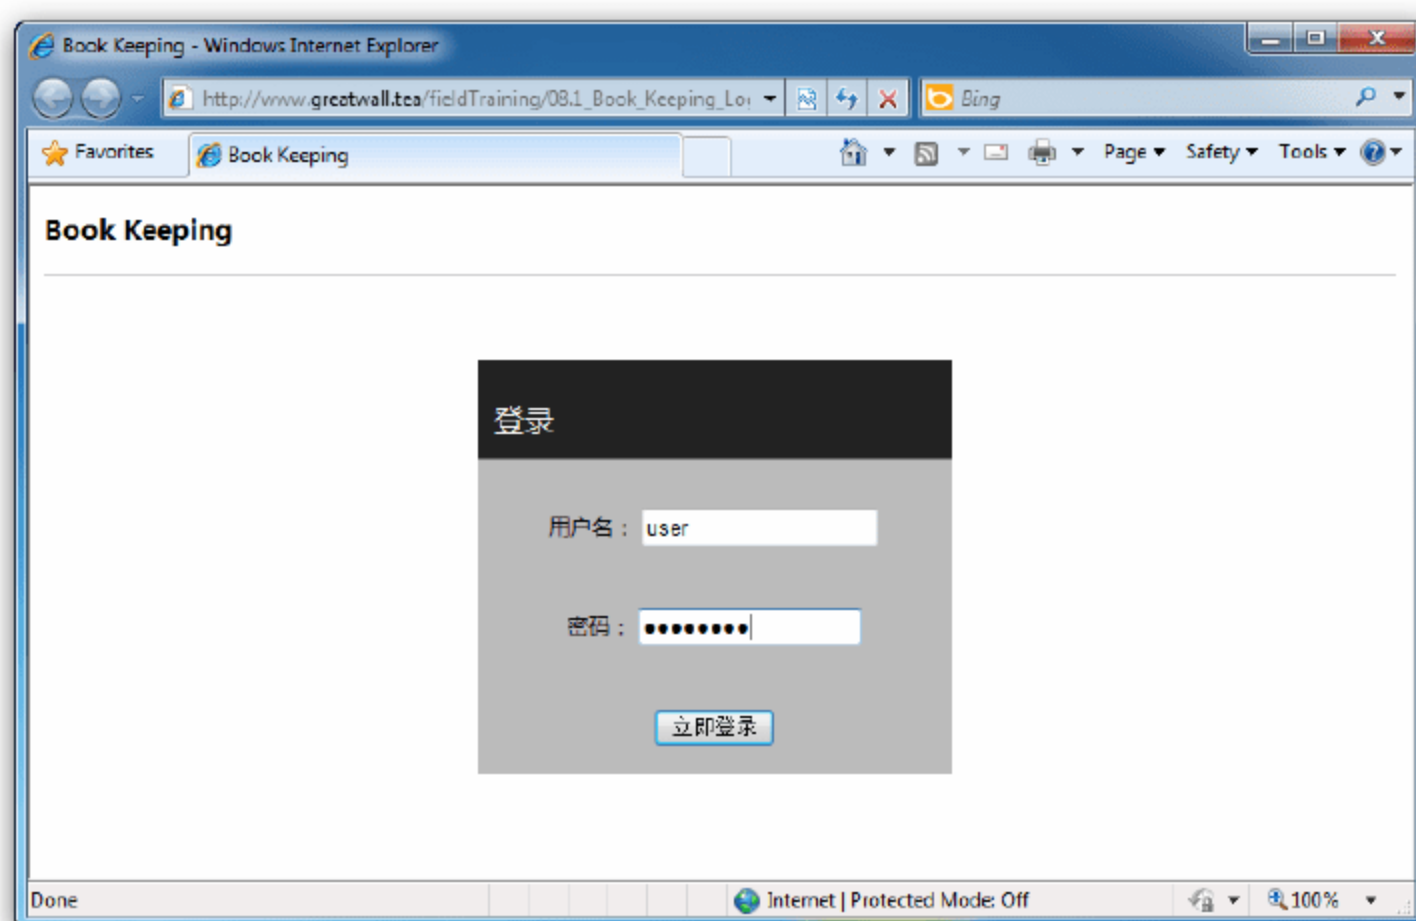 Book Keeping - Windows Internet Explorer
http://www.greatwall.tea/fieldTraining/08.1_Book_Keeping_Lo Bing
Favorites Book Keeping Page Safety Tools
Book Keeping
登录
用户名： user
密码： ••••••••
立即登录
Done Internet | Protected Mode: Off 100%